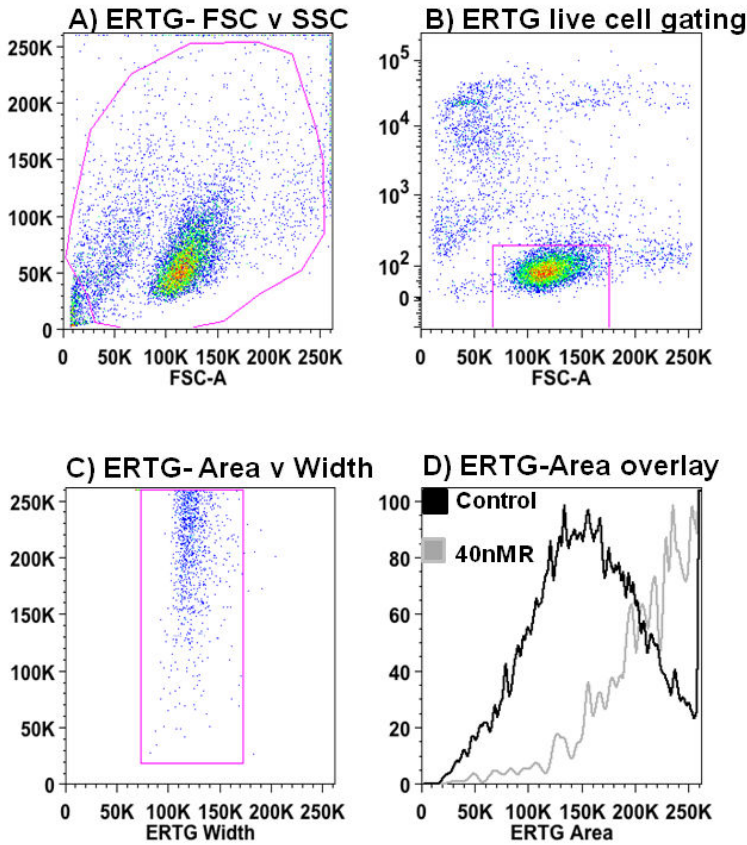 A) ERTG- FSC v SSC
250K
200K
150K
100K
50K
0
0 50K 100K 150K 200K 250K
FSC-A
B) ERTG live cell gating
10^5
10^4
10^3
10^2
0
0 50K 100K 150K 200K 250K
FSC-A
C) ERTG- Area v Width
250K
200K
150K
100K
50K
0
0 50K 100K 150K 200K 250K
ERTG Width
D) ERTG-Area overlay
Control
40nMR
100
80
60
40
20
0
0 50K 100K 150K 200K 250K
ERTG Area